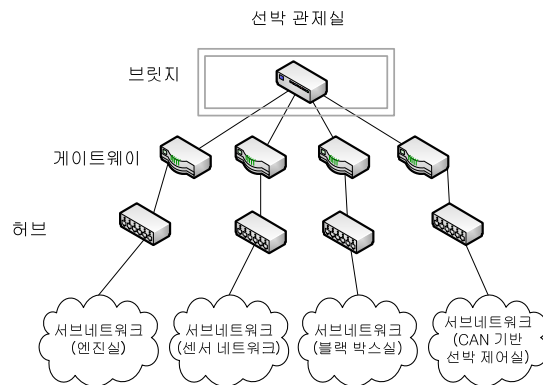 선박 관제실
브릿지
게이트웨이
허브
서브네트워크
(엔진실)
서브네트워크
(센서 네트워크)
서브네트워크
(블랙 박스실)
서브네트워크
(CAN 기반
선박 제어실)